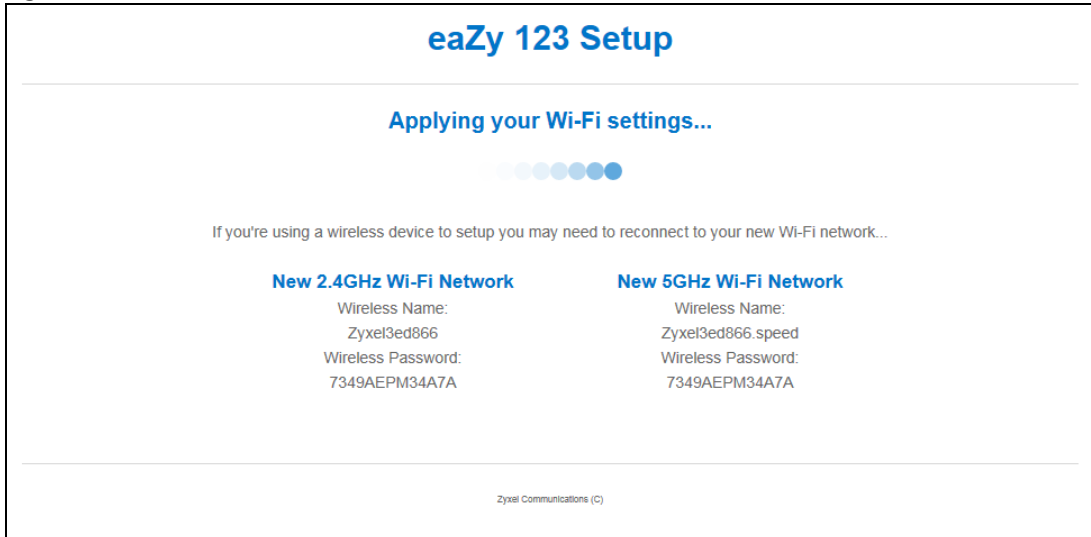 eaZy 123 Setup
Applying your Wi-Fi settings...
If you're using a wireless device to setup you may need to reconnect to your new Wi-Fi network...
New 2.4GHz Wi-Fi Network
Wireless Name:
Zyxel3ed866
Wireless Password:
7349AEPM34A7A
New 5GHz Wi-Fi Network
Wireless Name:
Zyxel3ed866.speed
Wireless Password:
7349AEPM34A7A
Zyxel Communications (C)